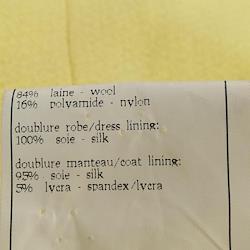 84% laine - wool
16% polyamide - nylon
doublure robe/dress lining:
100% soie - silk
doublure manteau/coat lining:
95% soie - silk
5% lycra - spandex/lycra